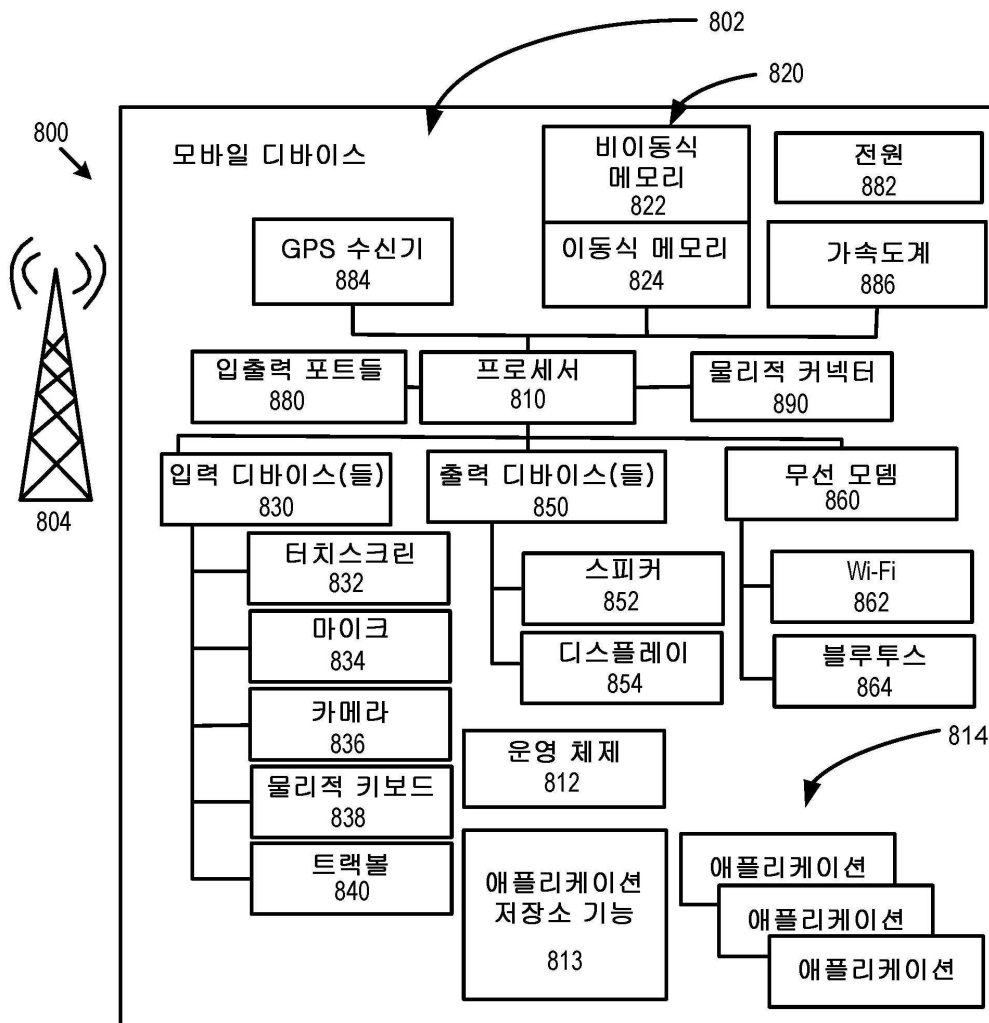 802
820
800
모바일 디바이스
비이동식
메모리
822
전원
882
GPS 수신기
884
이동식 메모리
824
가속도계
886
입출력 포트들
880
프로세서
810
물리적 커넥터
890
804
입력 디바이스(들)
830
출력 디바이스(들)
850
무선 모뎀
860
터치스크린
832
스피커
852
Wi-Fi
862
마이크
834
디스플레이
854
블루투스
864
카메라
836
814
운영 체제
812
물리적 키보드
838
트랙볼
840
애플리케이션
저장소 기능
813
애플리케이션
애플리케이션
애플리케이션